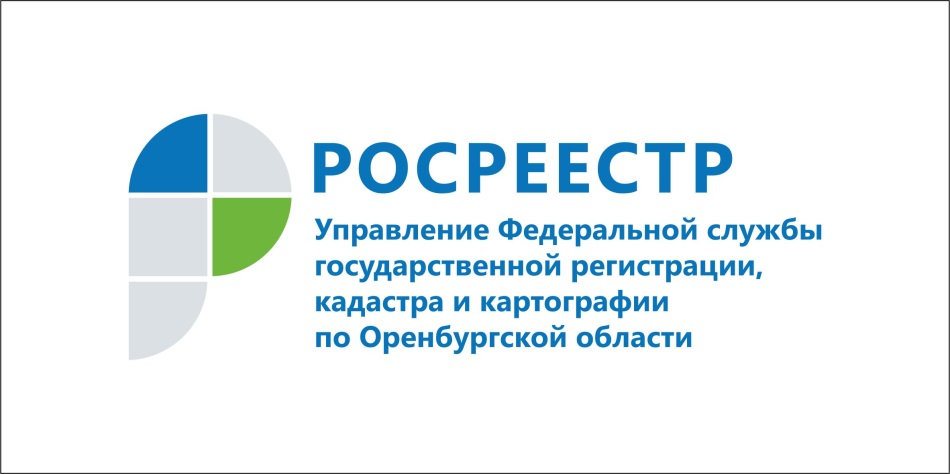 РОСРЕЕСТР
Управление Федеральной службы
государственной регистрации,
кадастра и картографии
по Оренбургской области